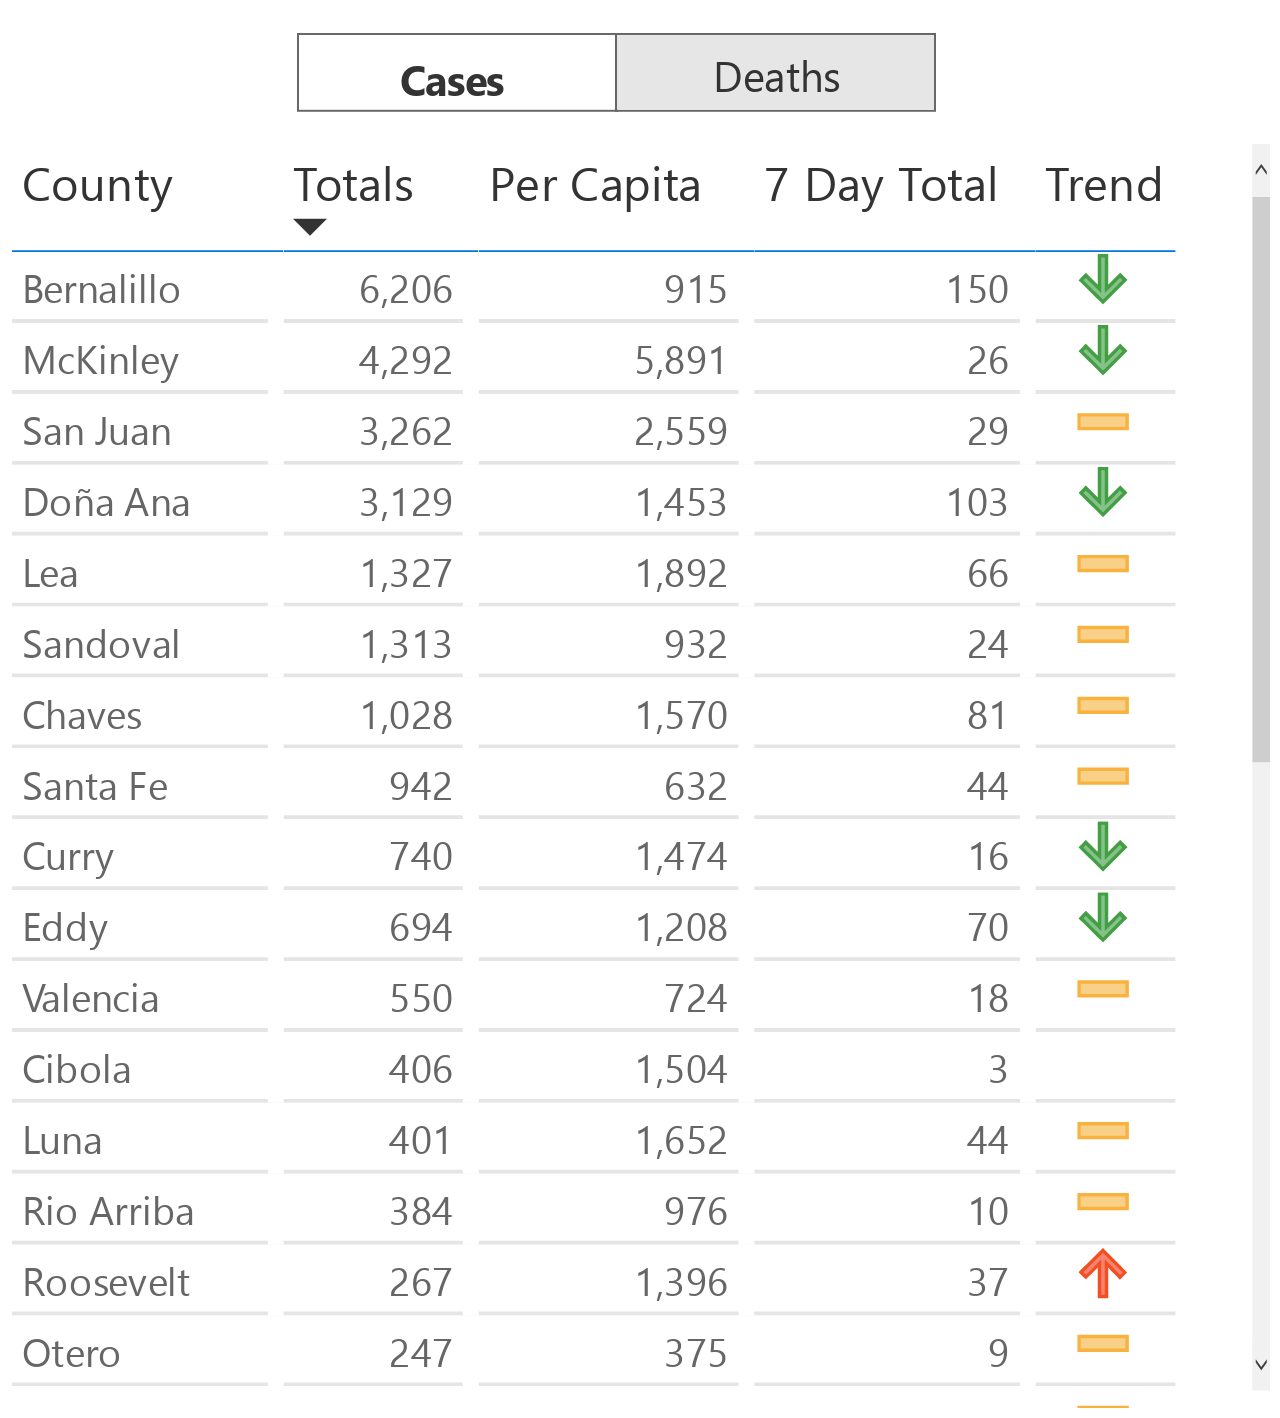 Cases Deaths
County Totals Per Capita 7 Day Total Trend
Bernalillo 6,206 915 150
McKinley 4,292 5,891 26
San Juan 3,262 2,559 29
Doña Ana 3,129 1,453 103
Lea 1,327 1,892 66
Sandoval 1,313 932 24
Chaves 1,028 1,570 81
Santa Fe 942 632 44
Curry 740 1,474 16
Eddy 694 1,208 70
Valencia 550 724 18
Cibola 406 1,504 3
Luna 401 1,652 44
Rio Arriba 384 976 10
Roosevelt 267 1,396 37
Otero 247 375 9